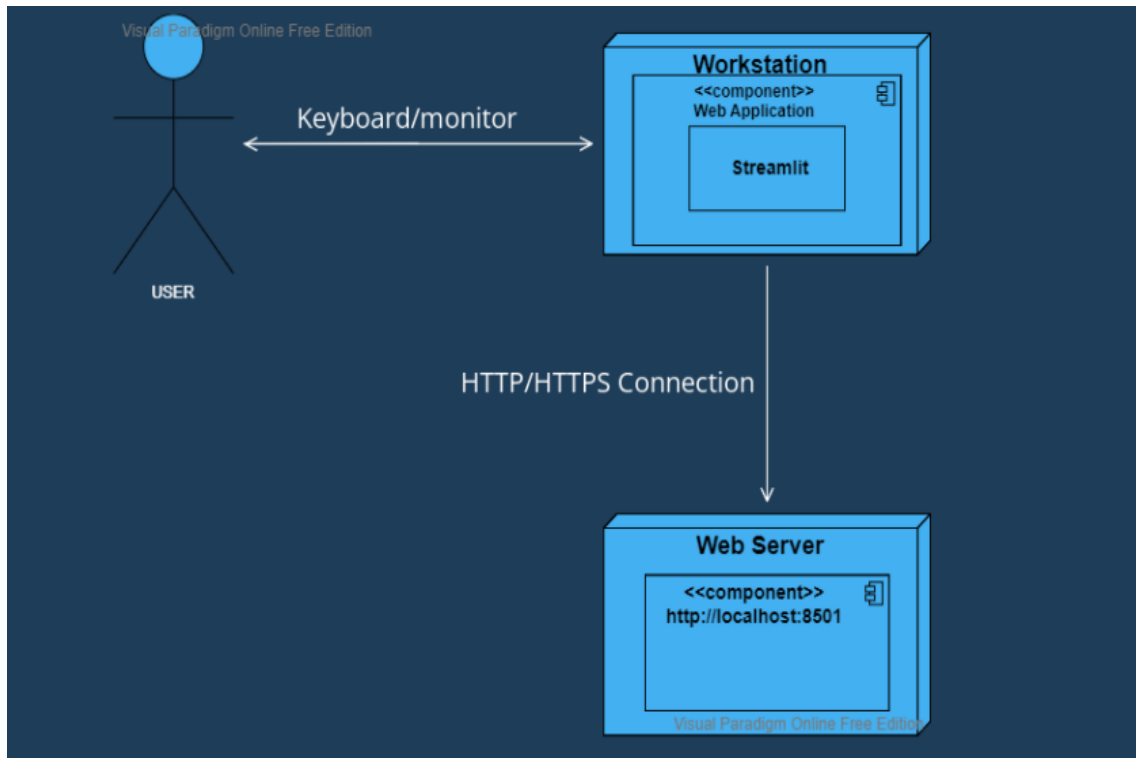 Visual Paradigm Online Free Edition
Workstation
<<component>>
Web Application
Keyboard/monitor
Streamlit
USER
HTTP/HTTPS Connection
Web Server
<<component>>
http://localhost:8501
Visual Paradigm Online Free Edition